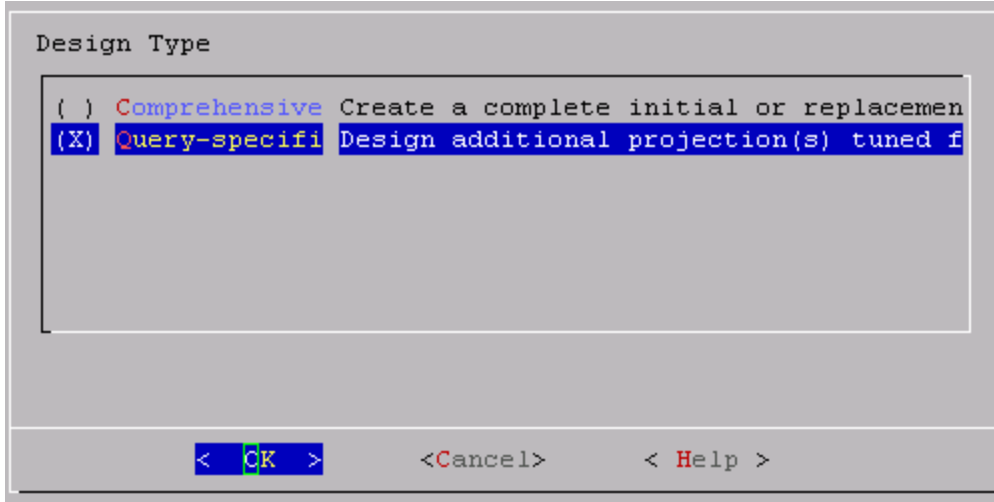 Design Type
( ) Comprehensive Create a complete initial or replacemen
(X) Query-specifi Design additional projection(s) tuned f
< OK > <Cancel> < Help >